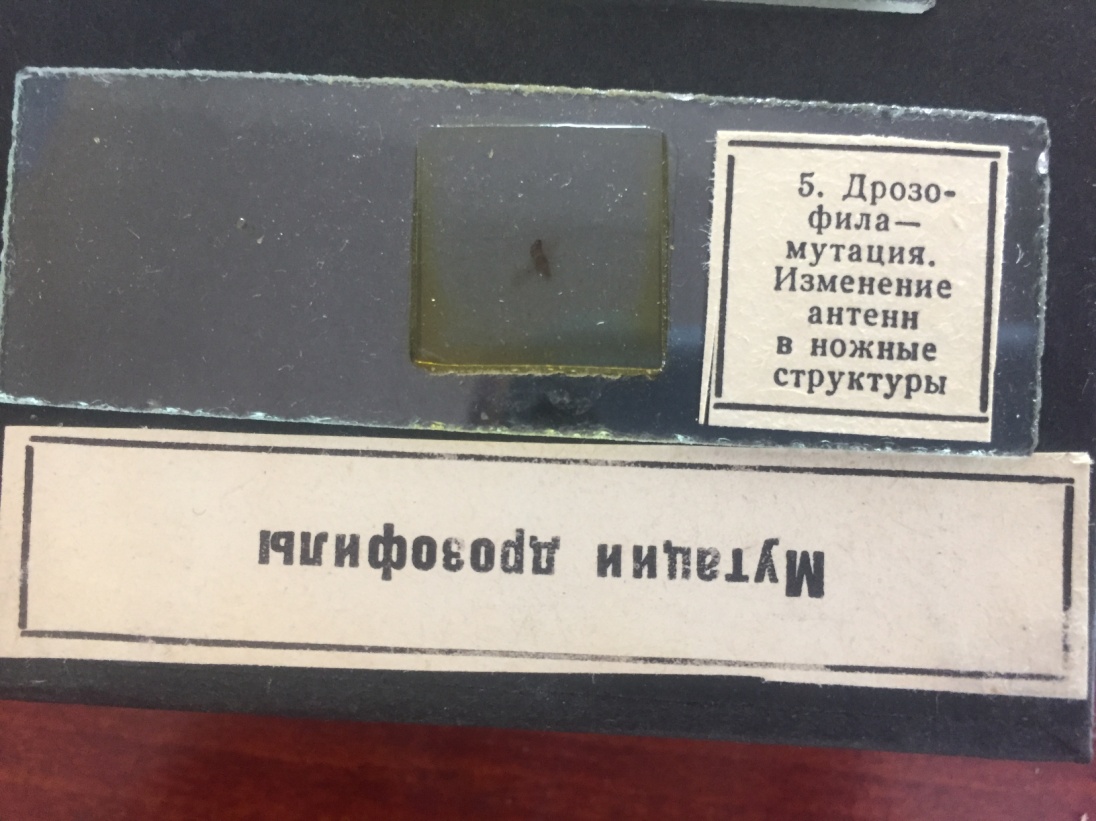 5. Дрозо-
фила—
мутация.
Изменение
антенн
в ножные
структуры
Мутации дрозофилы